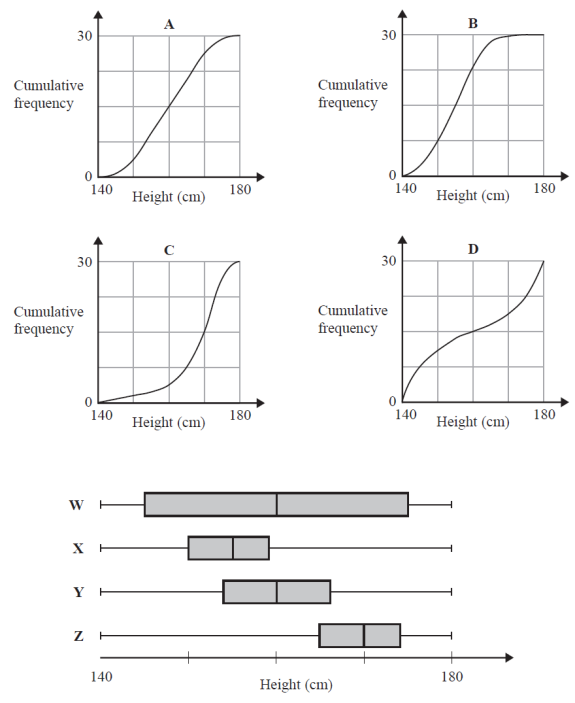 A
30
Cumulative
frequency
0
140
180
Height (cm)
B
30
Cumulative
frequency
0
140
180
Height (cm)
C
30
Cumulative
frequency
0
140
180
Height (cm)
D
30
Cumulative
frequency
0
140
180
Height (cm)
W
X
Y
Z
140
180
Height (cm)